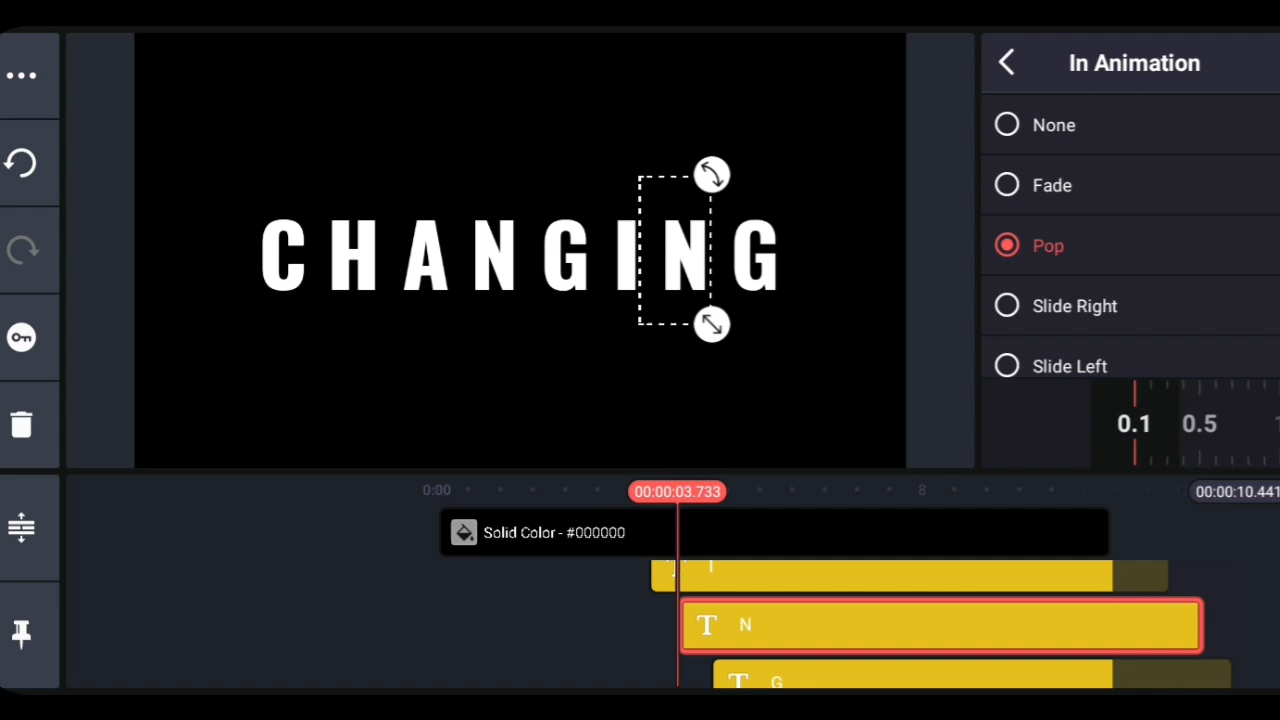 In Animation
None
Fade
CHANGING
Pop
Slide Right
Slide Left
0.1 0.5
0:00 00:00:03.733 8 00:00:10.441
Solid Color - #000000
T I
T N
T G